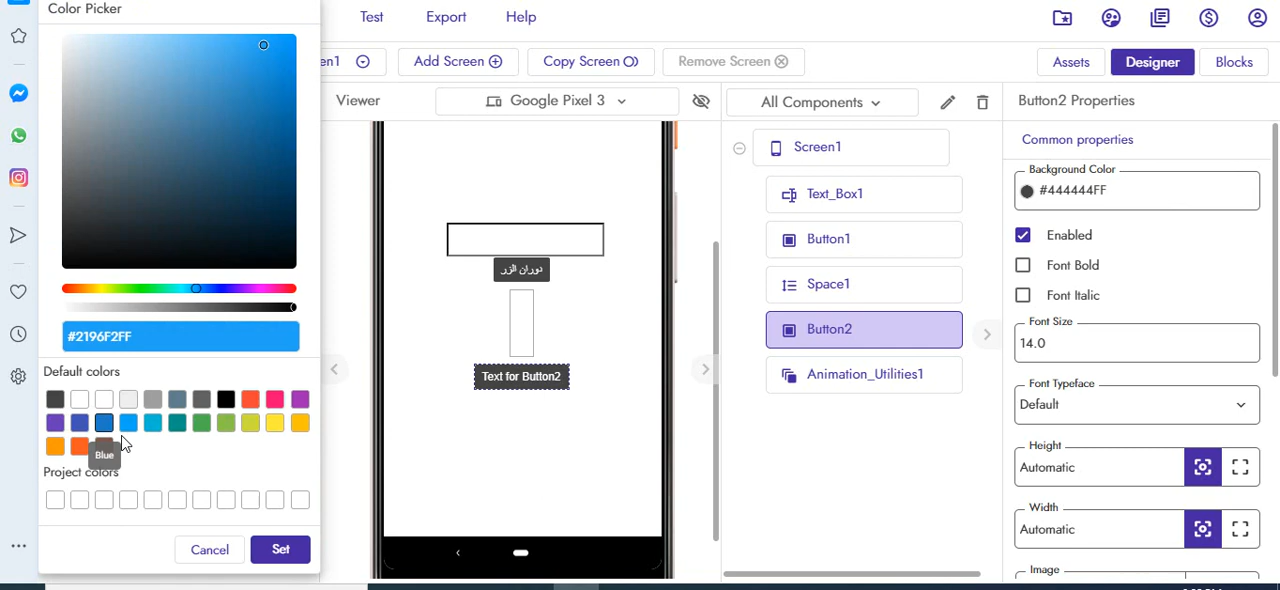 Color Picker
#2196F2FF
Default colors
Blue
Project colors
Cancel
Set
Test
Export
Help
Add Screen
Copy Screen
Remove Screen
Assets
Designer
Blocks
Viewer
Google Pixel 3
All Components
دوران الزر
Text for Button2
Screen1
Text_Box1
Button1
Space1
Button2
Animation_Utilities1
Button2 Properties
Common properties
Background Color
#444444FF
Enabled
Font Bold
Font Italic
Font Size
14.0
Font Typeface
Default
Height
Automatic
Width
Automatic
Image